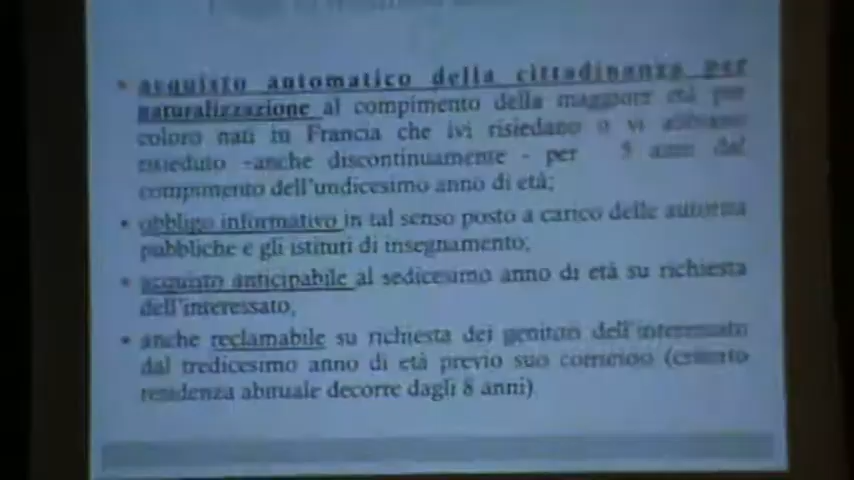 • acquisto automatico della cittadinanza per
naturalizzazione al compimento della maggiore età per
coloro nati in Francia che ivi risiedano o vi abbiano
risieduto -anche discontinuamente - per 5 anni dal
compimento dell'undicesimo anno di età;
• obbligo informativo in tal senso posto a carico delle autorità
pubbliche e gli istituti di insegnamento;
• acquisto anticipabile al sedicesimo anno di età su richiesta
dell'interessato,
• anche reclamabile su richiesta dei genitori dell'interessato
dal tredicesimo anno di età previo suo consenso (criterio
residenza abituale decorre dagli 8 anni)